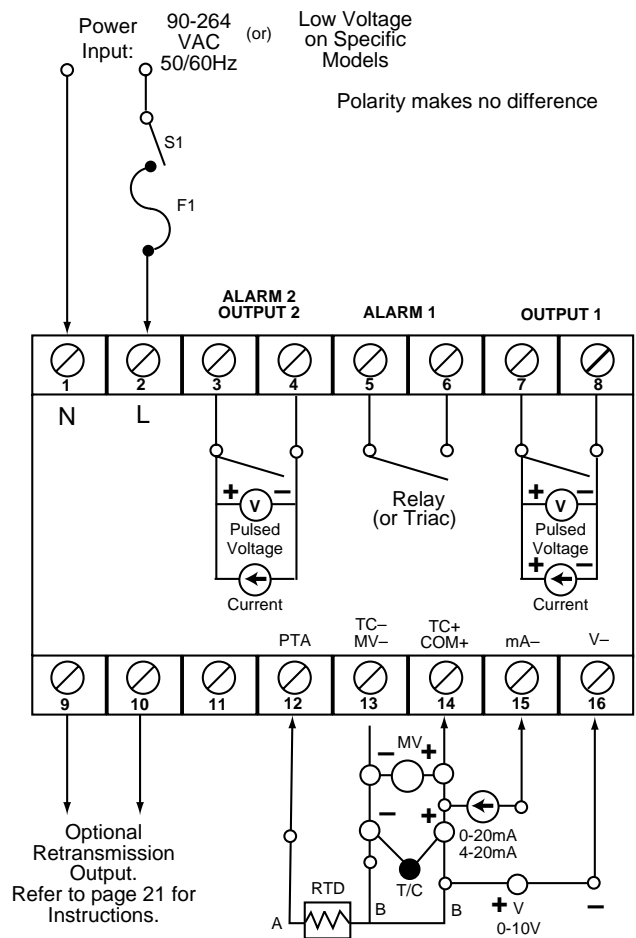 Power
Input:
90-264
VAC
50/60Hz
(or)
Low Voltage
on Specific
Models
Polarity makes no difference
S1
F1
ALARM 2
OUTPUT 2
ALARM 1
OUTPUT 1
1 2 3 4 5 6 7 8
N L
+ V −
Pulsed
Voltage
Current
Relay
(or Triac)
+ V −
Pulsed
Voltage
+ −
Current
PTA
TC–
MV–
TC+
COM+
mA–
V–
9 10 11 12 13 14 15 16
Optional
Retransmission
Output.
Refer to page 21 for
Instructions.
− MV +
− +
0-20mA
4-20mA
T/C
RTD
A B B
+ V −
0-10V